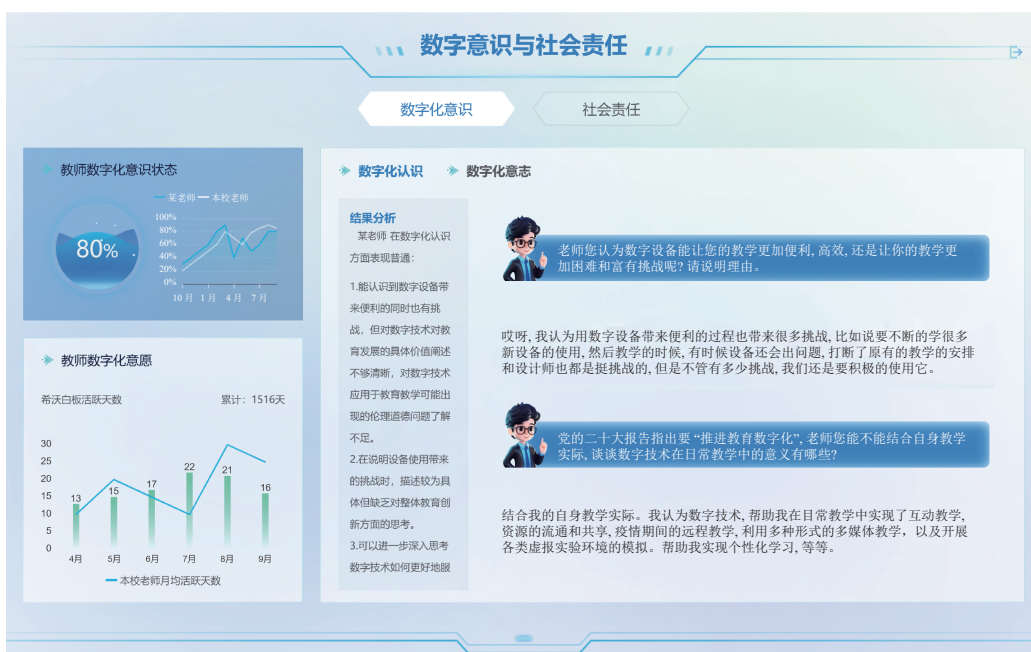 数字意识与社会责任
数字化意识
社会责任
教师数字化意识状态
某老师
本校老师
80%
100%
80%
60%
40%
20%
0%
10月 1月 4月 7月
教师数字化意愿
希沃白板活跃天数
累计：1516天
30
25
20
15
10
5
0
13
15
17
22
21
16
4月 5月 6月 7月 8月 9月
本校老师月均活跃天数
数字化认识
数字化意志
结果分析
某老师 在数字化认识
方面表现普通：
1.能认识到数字设备带
来便利的同时也有挑
战，但对数字技术对教
育发展的具体价值阐述
不够清晰，对数字技术
应用于教育教学可能出
现的伦理道德问题了解
不足。
2.在说明设备使用带来
的挑战时，描述较为具
体但缺乏对整体教育创
新方面的思考。
3.可以进一步深入思考
数字技术如何更好地服
老师您认为数字设备能让您的教学更加便利, 高效, 还是让你的教学更
加困难和富有挑战呢? 请说明理由。
哎呀, 我认为用数字设备带来便利的过程也带来很多挑战, 比如说要不断的学很多
新设备的使用, 然后教学的时候, 有时候设备还会出问题, 打断了原有的教学的安排
和设计师也都是挺挑战的, 但是不管有多少挑战, 我们还是要积极的使用它。
党的二十大报告指出要 “推进教育数字化”, 老师您能不能结合自身教学
实际, 谈谈数字技术在日常教学中的意义有哪些?
结合我的自身教学实际。我认为数字技术, 帮助我在日常教学中实现了互动教学,
资源的流通和共享, 疫情期间的远程教学, 利用多种形式的多媒体教学，以及开展
各类虚报实验环境的模拟。帮助我实现个性化学习, 等等。